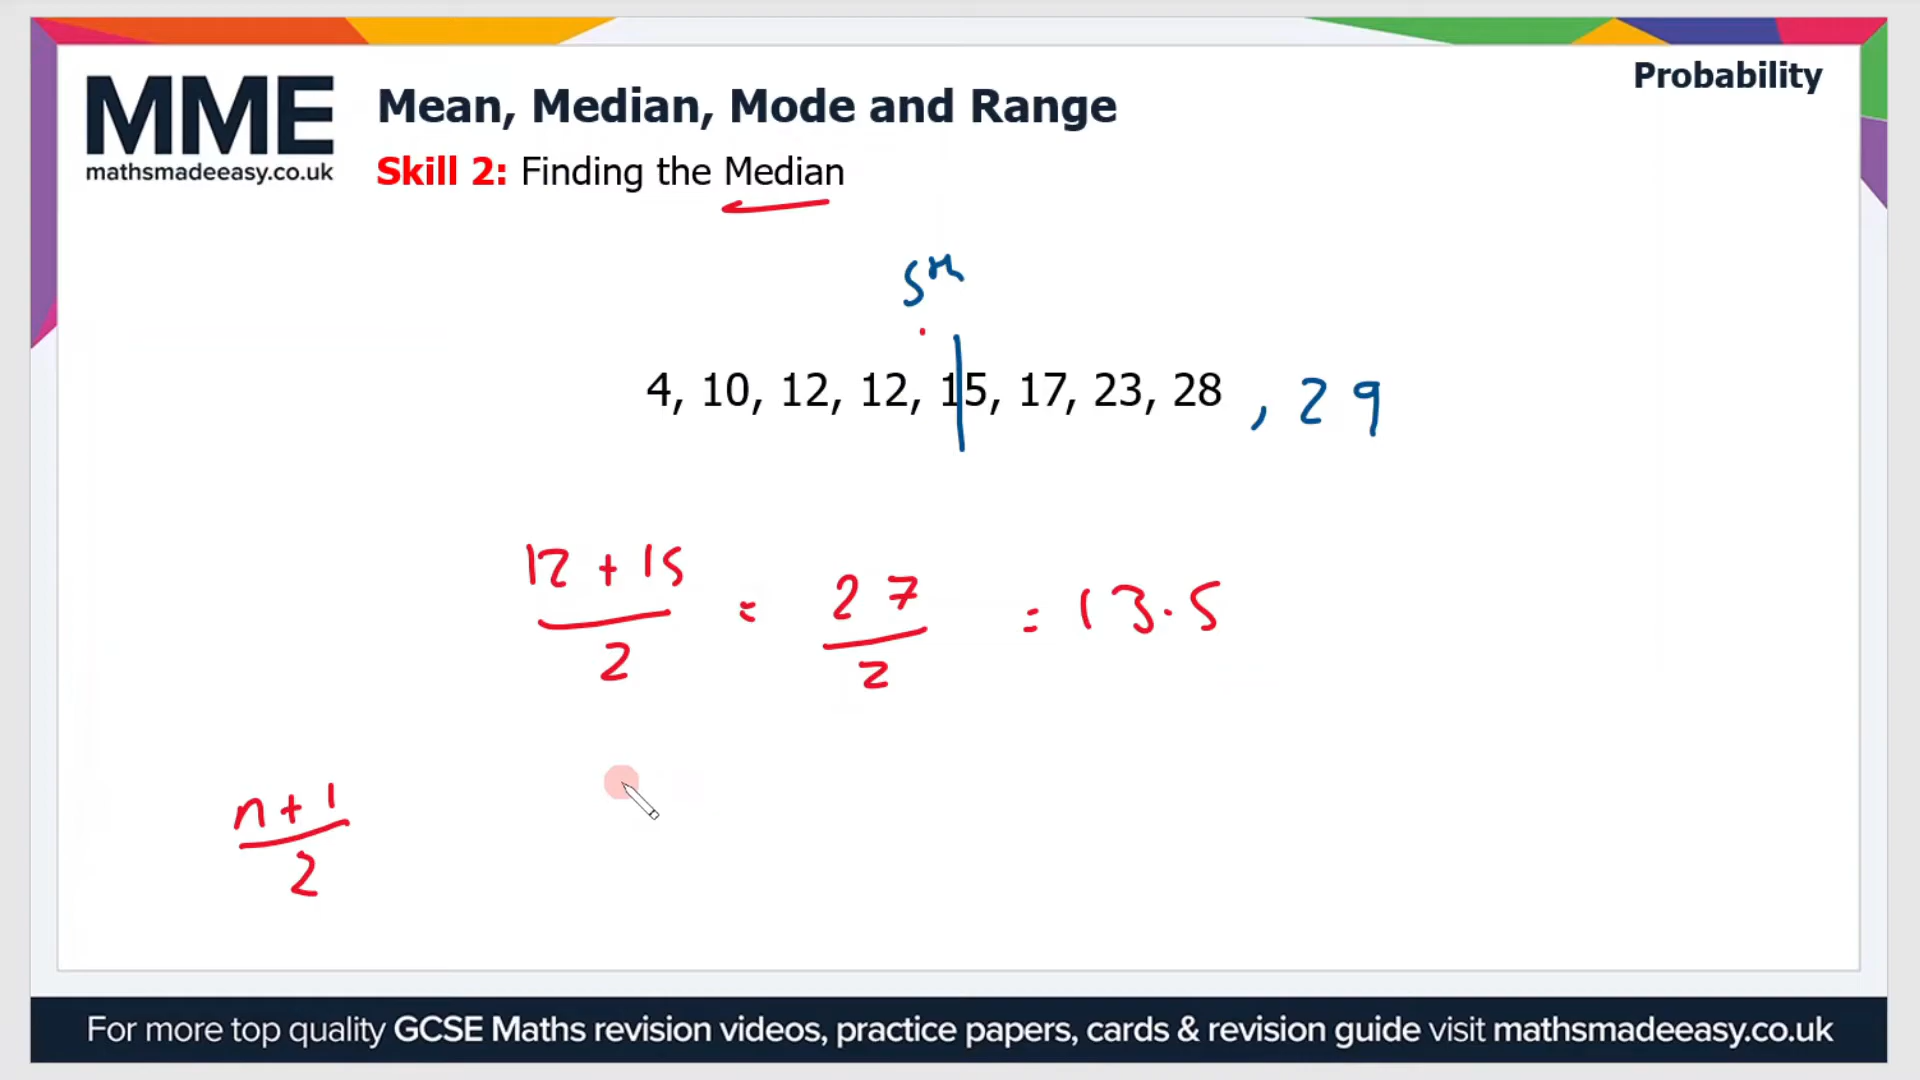 Probability
MME
mathsmadeeasy.co.uk
Mean, Median, Mode and Range
Skill 2: Finding the Median
5th
4, 10, 12, 12, 15, 17, 23, 28 , 29
12 + 15
2
= 27
2
= 13.5
n + 1
2
For more top quality GCSE Maths revision videos, practice papers, cards & revision guide visit mathsmadeeasy.co.uk